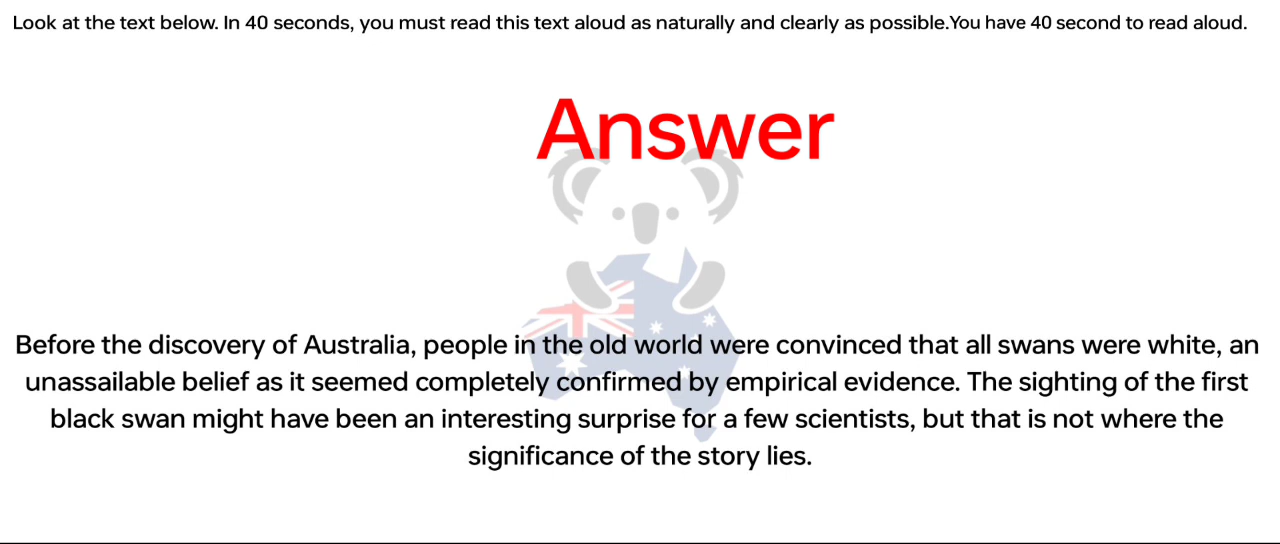 Look at the text below. In 40 seconds, you must read this text aloud as naturally and clearly as possible.You have 40 second to read aloud.
Answer
Before the discovery of Australia, people in the old world were convinced that all swans were white, an
unassailable belief as it seemed completely confirmed by empirical evidence. The sighting of the first
black swan might have been an interesting surprise for a few scientists, but that is not where the
significance of the story lies.